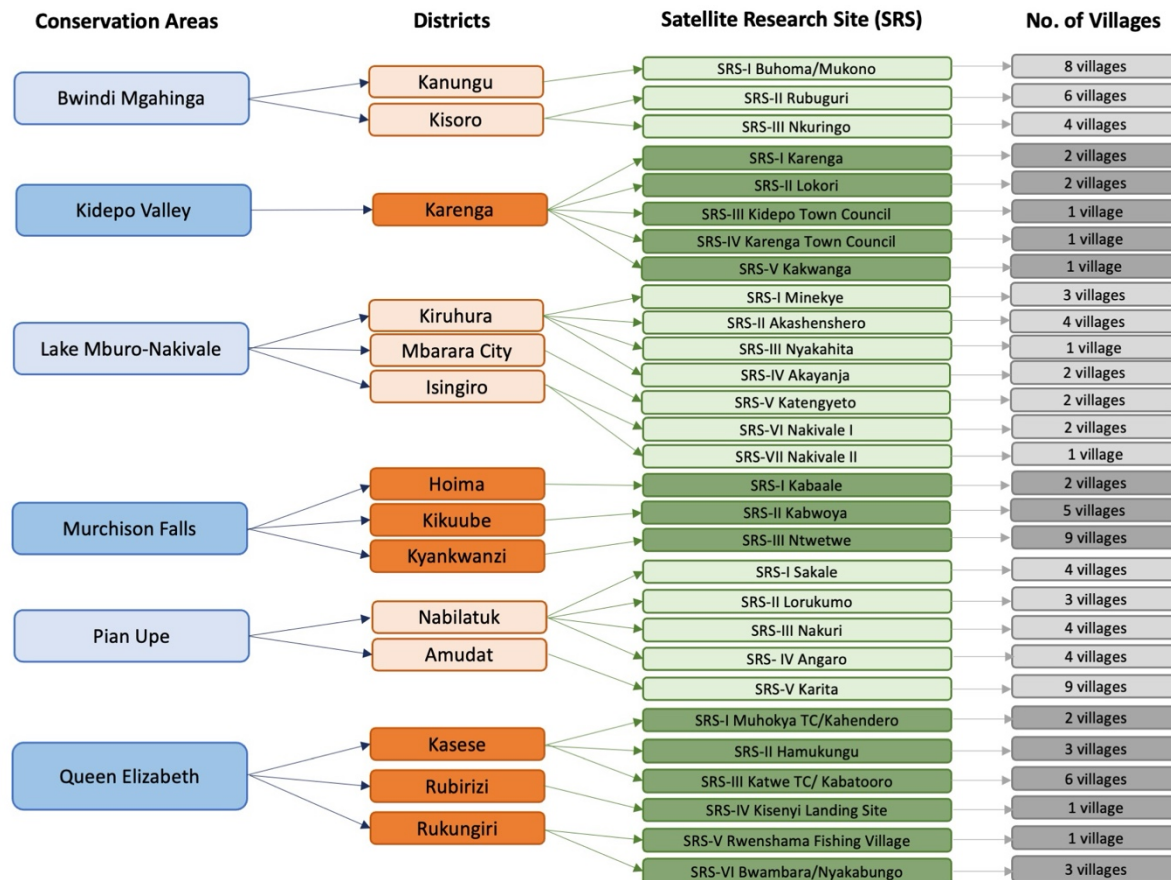 Conservation Areas
Districts
Satellite Research Site (SRS)
No. of Villages
Bwindi Mgahinga
Kanungu
Kisoro
SRS-I Buhoma/Mukono
8 villages
SRS-II Rubuguri
6 villages
SRS-III Nkuringo
4 villages
Kidepo Valley
Karenga
SRS-I Karenga
2 villages
SRS-II Lokori
2 villages
SRS-III Kidepo Town Council
1 village
SRS-IV Karenga Town Council
1 village
SRS-V Kakwanga
1 village
Lake Mburo-Nakivale
Kiruhura
Mbarara City
Isingiro
SRS-I Minekye
3 villages
SRS-II Akashenshero
4 villages
SRS-III Nyakahita
1 village
SRS-IV Akayanja
2 villages
SRS-V Katengyeto
2 villages
SRS-VI Nakivale I
2 villages
SRS-VII Nakivale II
1 village
Murchison Falls
Hoima
Kikuube
Kyankwanzi
SRS-I Kabaale
2 villages
SRS-II Kabwoya
5 villages
SRS-III Ntwetwe
9 villages
Pian Upe
Nabilatuk
Amudat
SRS-I Sakale
4 villages
SRS-II Lorukumo
3 villages
SRS-III Nakuri
4 villages
SRS- IV Angaro
4 villages
SRS-V Karita
9 villages
Queen Elizabeth
Kasese
Rubirizi
Rukungiri
SRS-I Muhokya TC/Kahendero
2 villages
SRS-II Hamukungu
3 villages
SRS-III Katwe TC/ Kabatooro
6 villages
SRS-IV Kisenyi Landing Site
1 village
SRS-V Rwenshama Fishing Village
1 village
SRS-VI Bwambara/Nyakabungo
3 villages